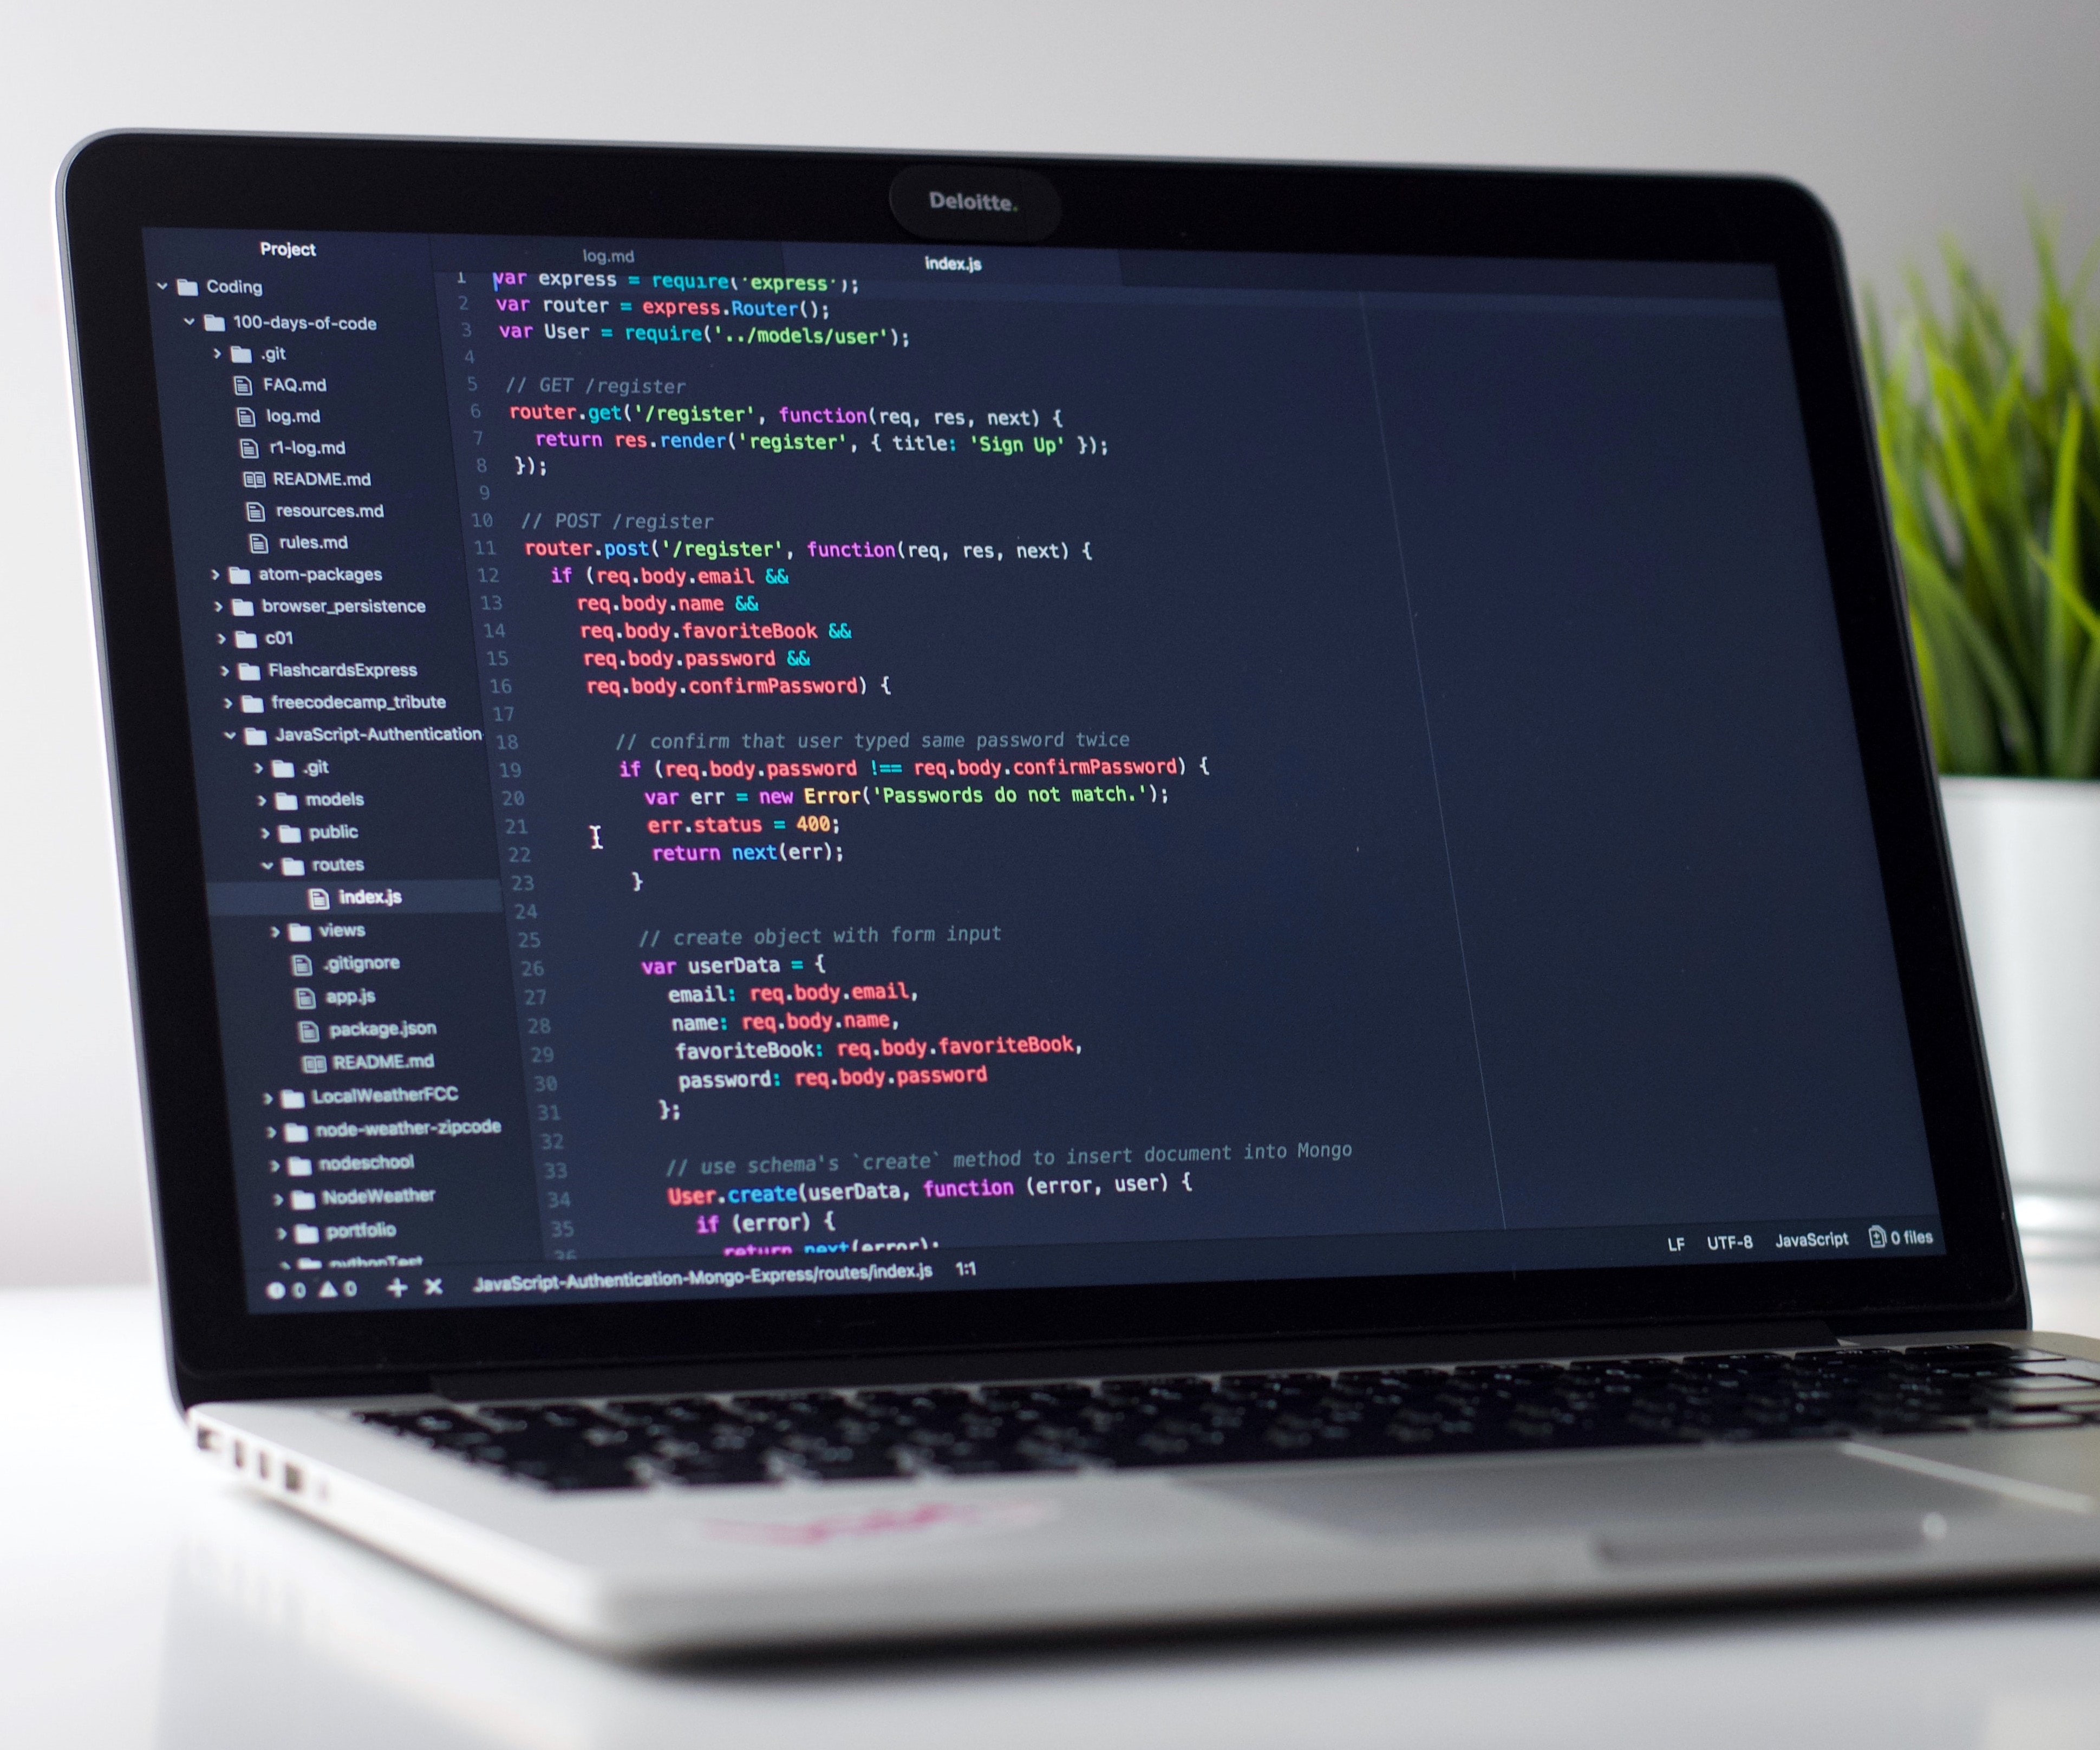 Deloitte.
Project
Coding
100-days-of-code
.git
FAQ.md
log.md
r1-log.md
README.md
resources.md
rules.md
atom-packages
browser_persistence
c01
FlashcardsExpress
freecodecamp_tribute
JavaScript-Authentication
.git
models
public
routes
index.js
views
.gitignore
app.js
package.json
README.md
LocalWeatherFCC
node-weather-zipcode
nodeschool
NodeWeather
portfolio
pythonTest
log.md
index.js
1 var express = require('express');
2 var router = express.Router();
3 var User = require('../models/user');
4
5 // GET /register
6 router.get('/register', function(req, res, next) {
7 return res.render('register', { title: 'Sign Up' });
8 });
9
10 // POST /register
11 router.post('/register', function(req, res, next) {
12 if (req.body.email &&
13 req.body.name &&
14 req.body.favoriteBook &&
15 req.body.password &&
16 req.body.confirmPassword) {
17
18 // confirm that user typed same password twice
19 if (req.body.password !== req.body.confirmPassword) {
20 var err = new Error('Passwords do not match.');
21 err.status = 400;
22 return next(err);
23 }
24
25 // create object with form input
26 var userData = {
27 email: req.body.email,
28 name: req.body.name,
29 favoriteBook: req.body.favoriteBook,
30 password: req.body.password
31 };
32
33 // use schema's `create` method to insert document into Mongo
34 User.create(userData, function (error, user) {
35 if (error) {
36 return next(error);
0 0 + × JavaScript-Authentication-Mongo-Express/routes/index.js 1:1 LF UTF-8 JavaScript 0 files